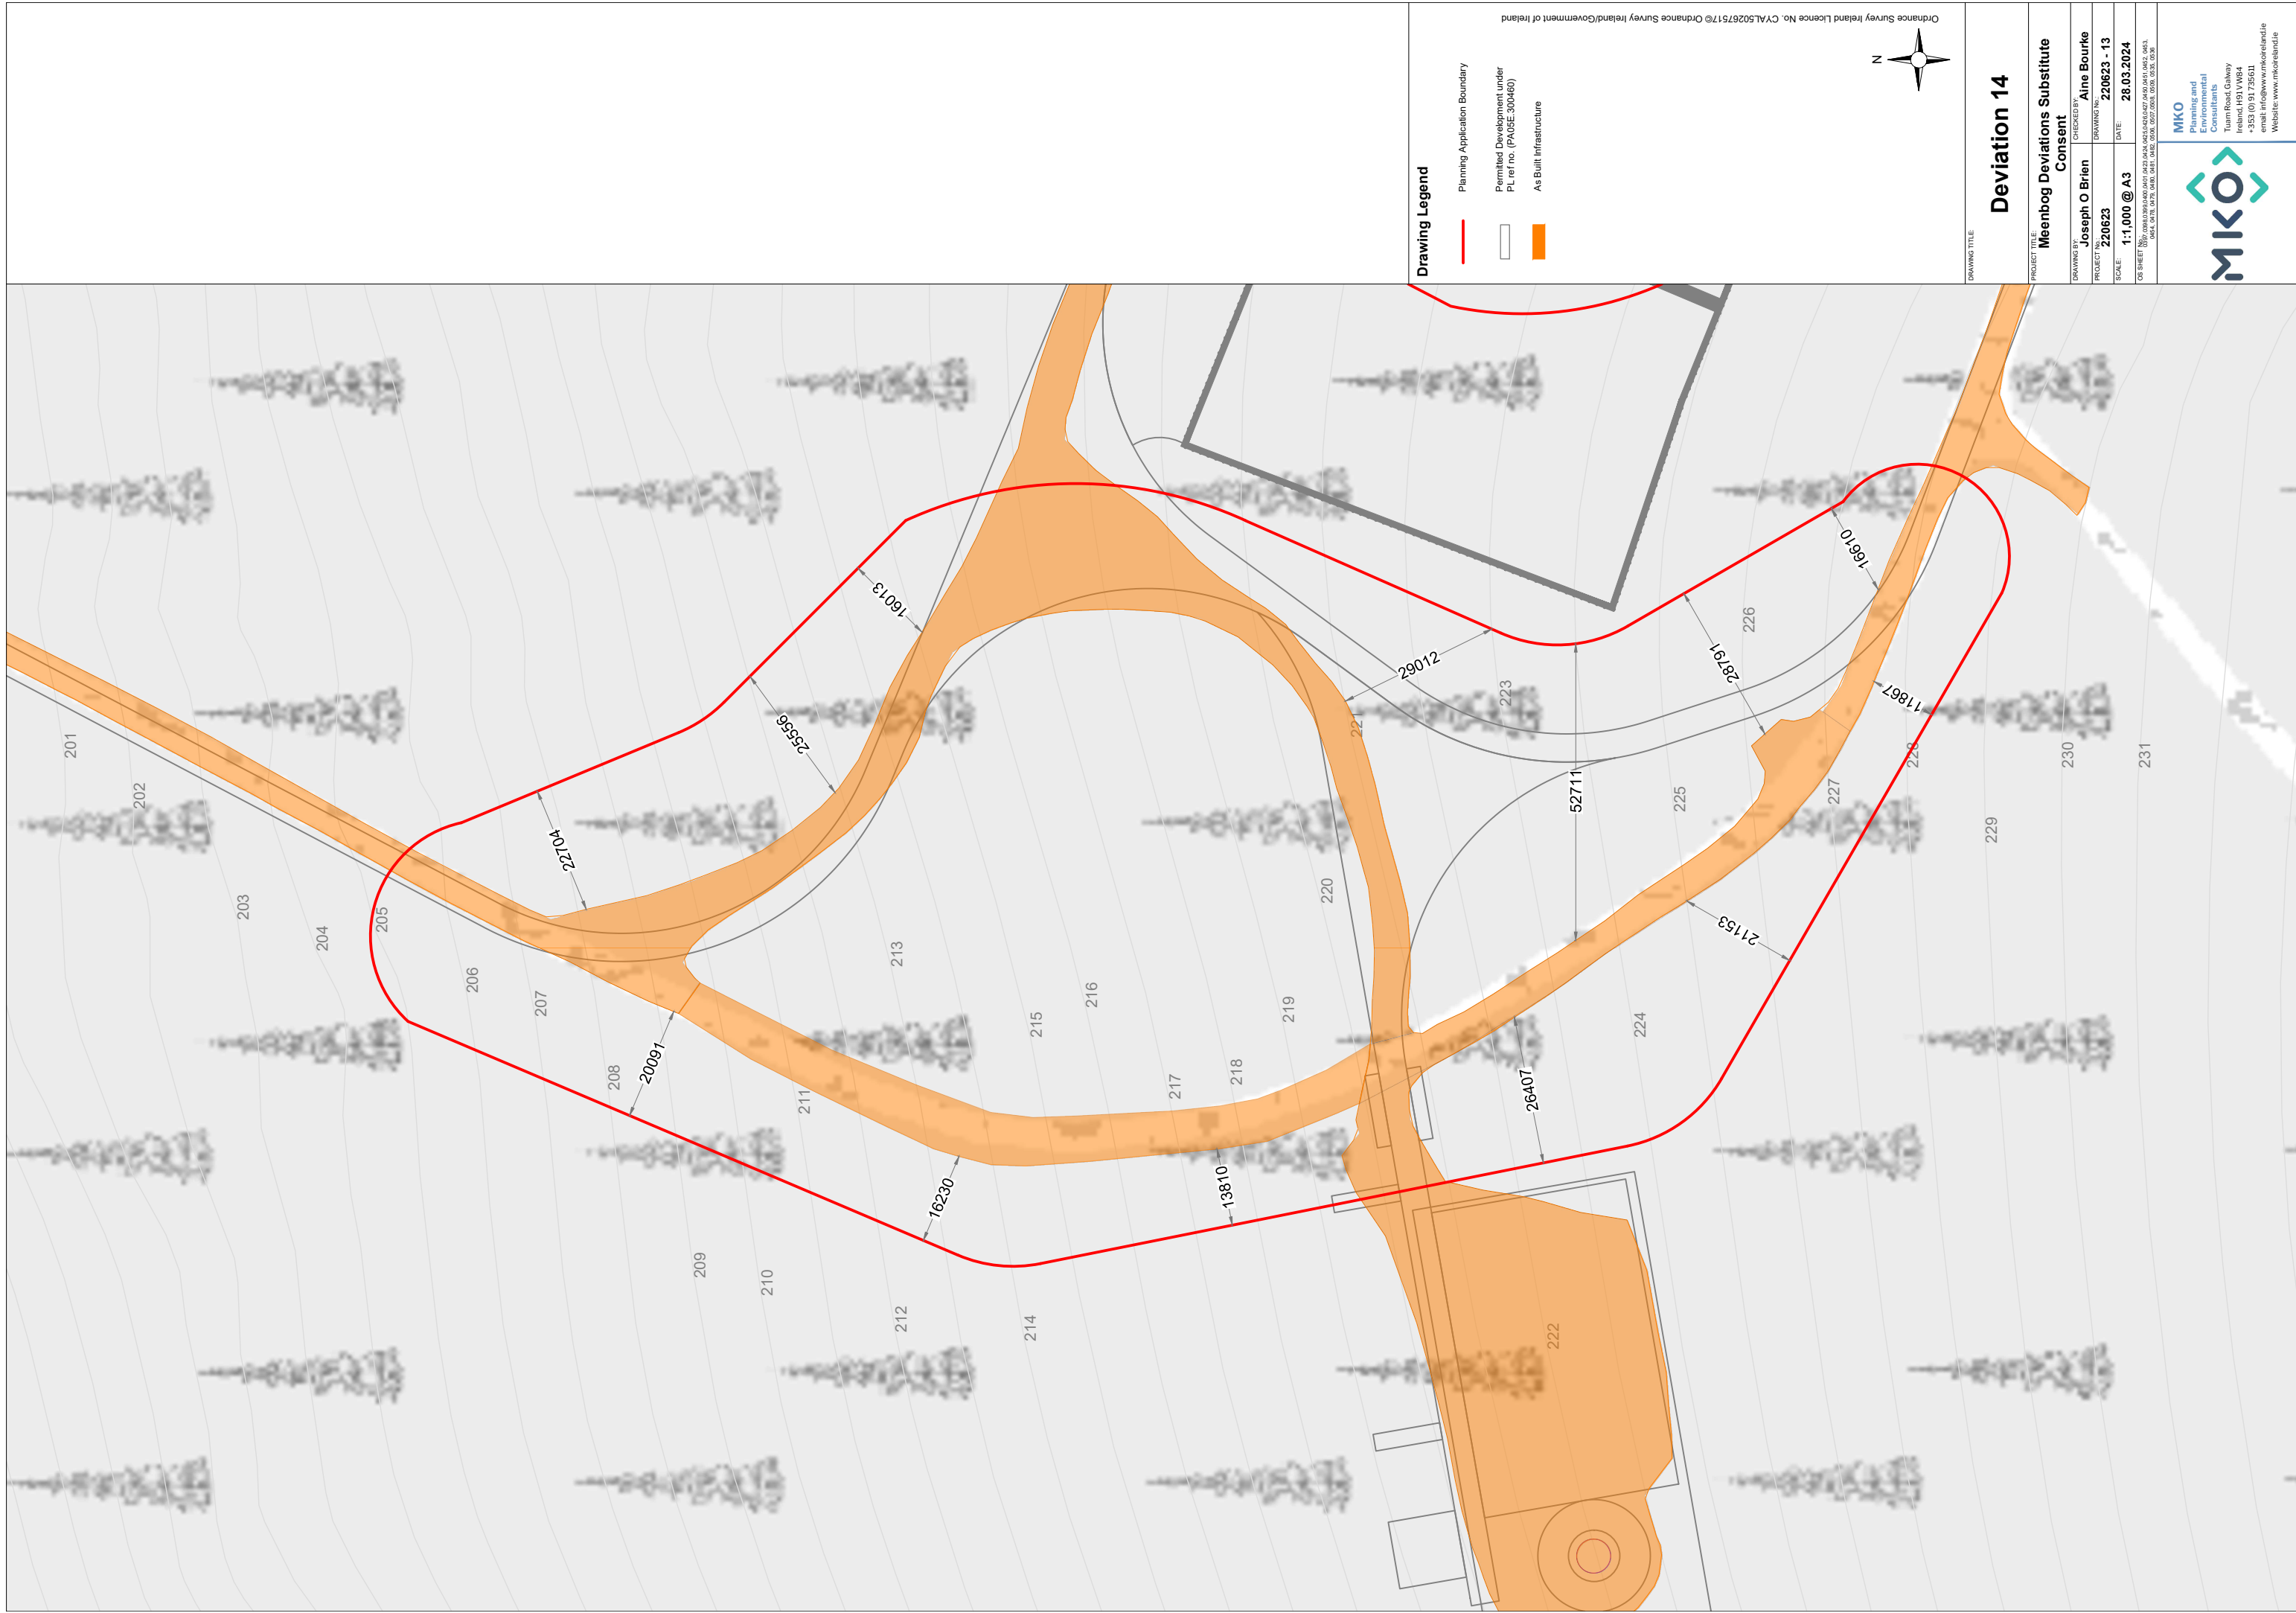 Ordnance Survey Ireland Licence No. CYAL50267517© Ordnance Survey Ireland/Government of Ireland
N
Drawing Legend
Planning Application Boundary
Permitted Development under
PL ref no. (PA05E.300460)
As Built Infrastructure
DRAWING TITLE:
Deviation 14
PROJECT TITLE:
Meenbog Deviations Substitute
Consent
DRAWING BY:
Joseph O Brien
CHECKED BY:
Aine Bourke
PROJECT No.:
220623
DRAWING No.:
220623 - 13
SCALE:
1:1,000 @ A3
DATE:
28.03.2024
OS SHEET No.:
MKO
MKO
Planning and
Environmental
Consultants
Tuam Road, Galway
Ireland, H91 VW84
+353 (0) 91 735611
email: info@www.mkoireland.ie
Website: www.mkoireland.ie
201
202
203
204
205
206
207
208
209
210
211
212
213
214
215
216
217
218
219
220
221
222
223
224
225
226
227
228
229
230
231
22704
25556
16013
29012
52711
28791
16610
11867
21153
26407
13810
16230
20091